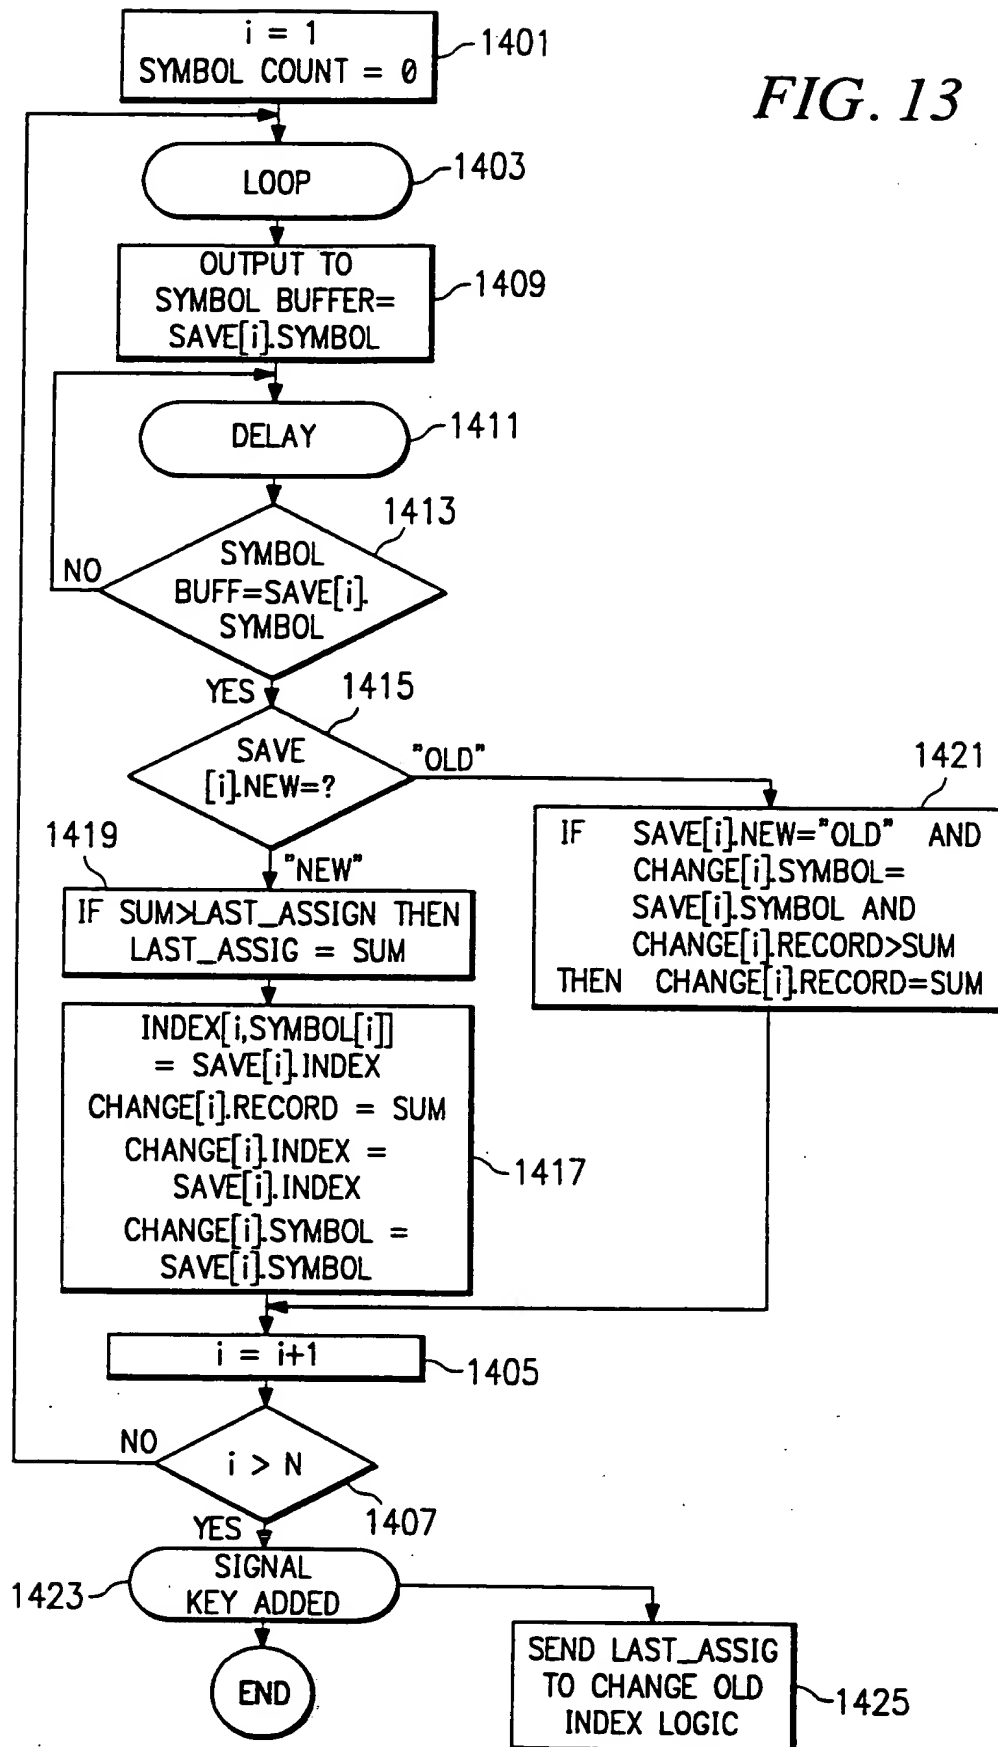 i = 1
SYMBOL COUNT = 0
1401
FIG. 13
LOOP
1403
OUTPUT TO
SYMBOL BUFFER=
SAVE[i].SYMBOL
1409
DELAY
1411
1413
SYMBOL
BUFF=SAVE[i].
SYMBOL
NO
YES
1415
SAVE
[i].NEW=?
"OLD"
1421
IF SAVE[i].NEW="OLD" AND
CHANGE[i].SYMBOL=
SAVE[i].SYMBOL AND
CHANGE[i].RECORD>SUM
THEN CHANGE[i].RECORD=SUM
1419
"NEW"
IF SUM>LAST_ASSIGN THEN
LAST_ASSIG = SUM
INDEX[i,SYMBOL[i]]
= SAVE[i].INDEX
CHANGE[i].RECORD = SUM
CHANGE[i].INDEX =
SAVE[i].INDEX
CHANGE[i].SYMBOL =
SAVE[i].SYMBOL
1417
i = i+1
1405
NO
i > N
1407
YES
SIGNAL
KEY ADDED
1423
END
SEND LAST_ASSIG
TO CHANGE OLD
INDEX LOGIC
1425